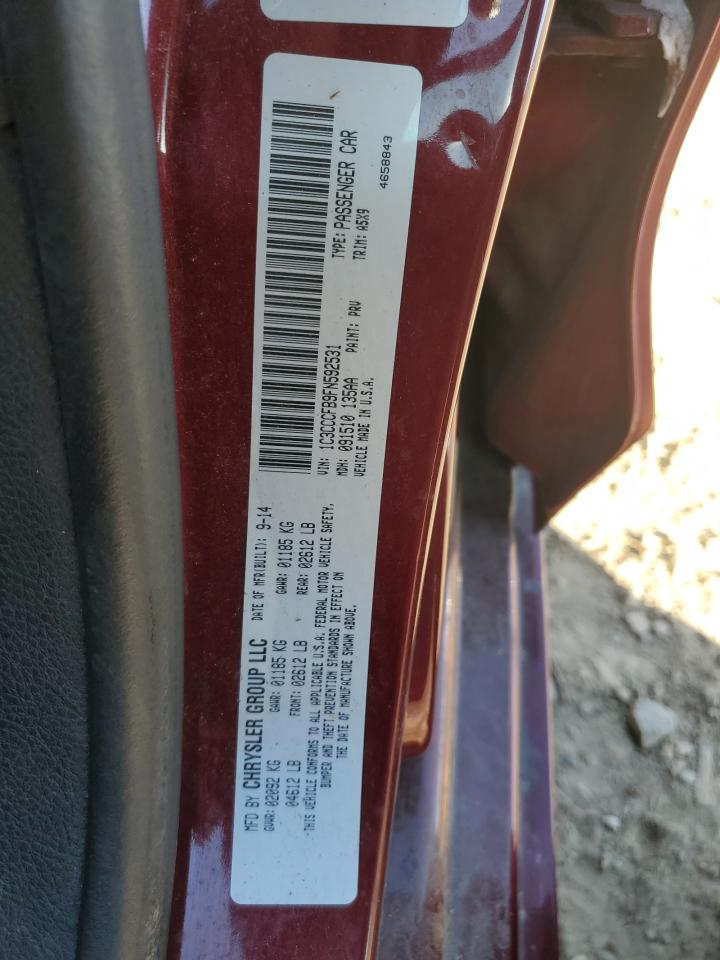 MFD BY CHRYSLER GROUP LLC DATE OF MFR(BUILT): 9-14
GVWR: 02092 KG GAWR: 01185 KG GAWR: 01185 KG
04612 LB FRONT: 02612 LB REAR: 02612 LB
-THIS VEHICLE CONFORMS TO ALL APPLICABLE U.S.A. FEDERAL MOTOR VEHICLE SAFETY,
BUMPER AND THEFT PREVENTION STANDARDS IN EFFECT ON
THE DATE OF MANUFACTURE SHOWN ABOVE.
VIN: 1C3CCCFB9FN592531 TYPE: PASSENGER CAR
MDH: 091510 135AA PAINT: PRV TRIM: A5X9
VEHICLE MADE IN U.S.A.
4658843